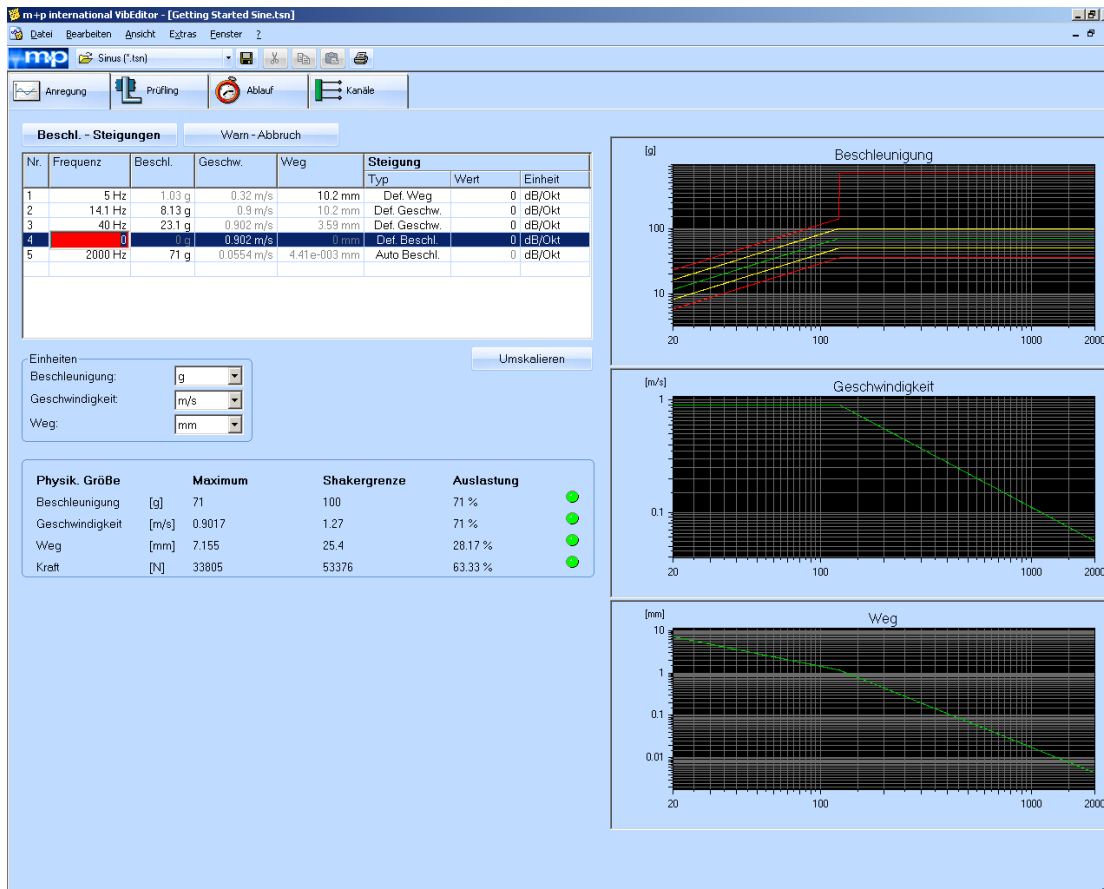 m+p international VibEditor - [Getting Started Sine.tsn]
Datei Bearbeiten Ansicht Extras Fenster ?
m+p Sinus (*.tsn)
Anregung Prüfling Ablauf Kanäle
Beschl. - Steigungen Warn - Abbruch
Nr. Frequenz Beschl. Geschw. Weg Steigung
Typ Wert Einheit
1 5 Hz 1.03 g 0.32 m/s 10.2 mm Def. Weg 0 dB/Okt
2 14.1 Hz 8.13 g 0.9 m/s 10.2 mm Def. Geschw. 0 dB/Okt
3 40 Hz 23.1 g 0.902 m/s 3.59 mm Def. Geschw. 0 dB/Okt
4 0 0 g 0.902 m/s 0 mm Def. Beschl. 0 dB/Okt
5 2000 Hz 71 g 0.0554 m/s 4.41e-003 mm Auto Beschl. 0 dB/Okt
Umskalieren
Einheiten
Beschleunigung: g
Geschwindigkeit: m/s
Weg: mm
Physik. Größe Maximum Shakergrenze Auslastung
Beschleunigung [g] 71 100 71 %
Geschwindigkeit [m/s] 0.9017 1.27 71 %
Weg [mm] 7.155 25.4 28.17 %
Kraft [N] 33805 53376 63.33 %
[g] Beschleunigung
100
10
20 100 1000 2000
[m/s] Geschwindigkeit
1
0.1
20 100 1000 2000
[mm] Weg
10
1
0.1
0.01
20 100 1000 2000